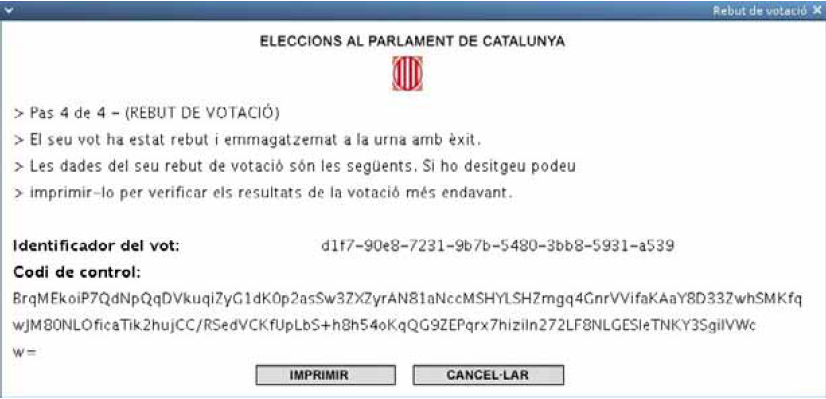 Rebut de votació
ELECCIONS AL PARLAMENT DE CATALUNYA
> Pas 4 de 4 – (REBUT DE VOTACIÓ)
> El seu vot ha estat rebut i emmagatzemat a la urna amb èxit.
> Les dades del seu rebut de votació són les següents. Si ho desitgeu podeu
> imprimir-lo per verificar els resultats de la votació més endavant.
Identificador del vot: d1f7-90e8-7231-9b7b-5480-3bb8-5931-a539
Codi de control:
BrqMEkoiP7QdNpQqDVkuqiZyG1dK0p2asSw3ZXZyrAN81aNccMSHYLSHZmgq4GnrVVifaKAaY8D33ZwhSMKfq
wJM80NLOficaTik2hujCC/RSedVCKfUpLbS+h8h54oKqQG9ZEPqrx7hiziln272LF8NLGESleTNKY3SgilVWc
w=
IMPRIMIR CANCEL·LAR